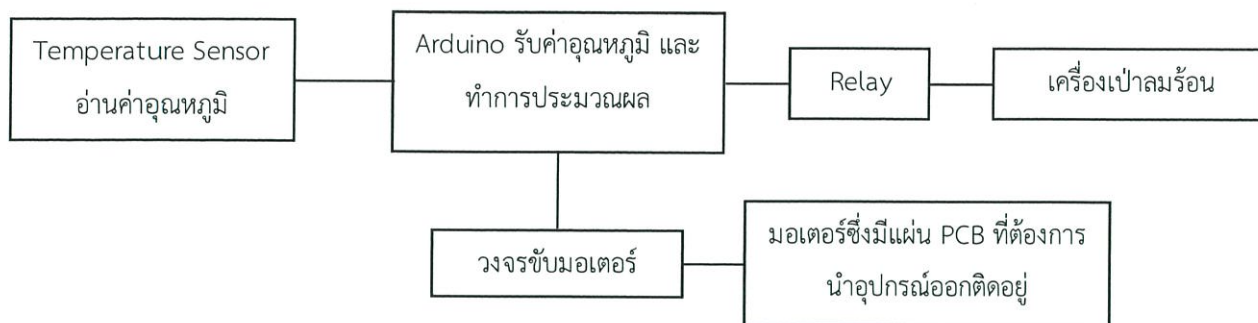 Temperature Sensor
อ่านค่าอุณหภูมิ
Arduino รับค่าอุณหภูมิ และ
ทำการประมวณผล
Relay
เครื่องเป่าลมร้อน
วงจรขับมอเตอร์
มอเตอร์ซึ่งมีแผ่น PCB ที่ต้องการ
นำอุปกรณ์ออกติดอยู่